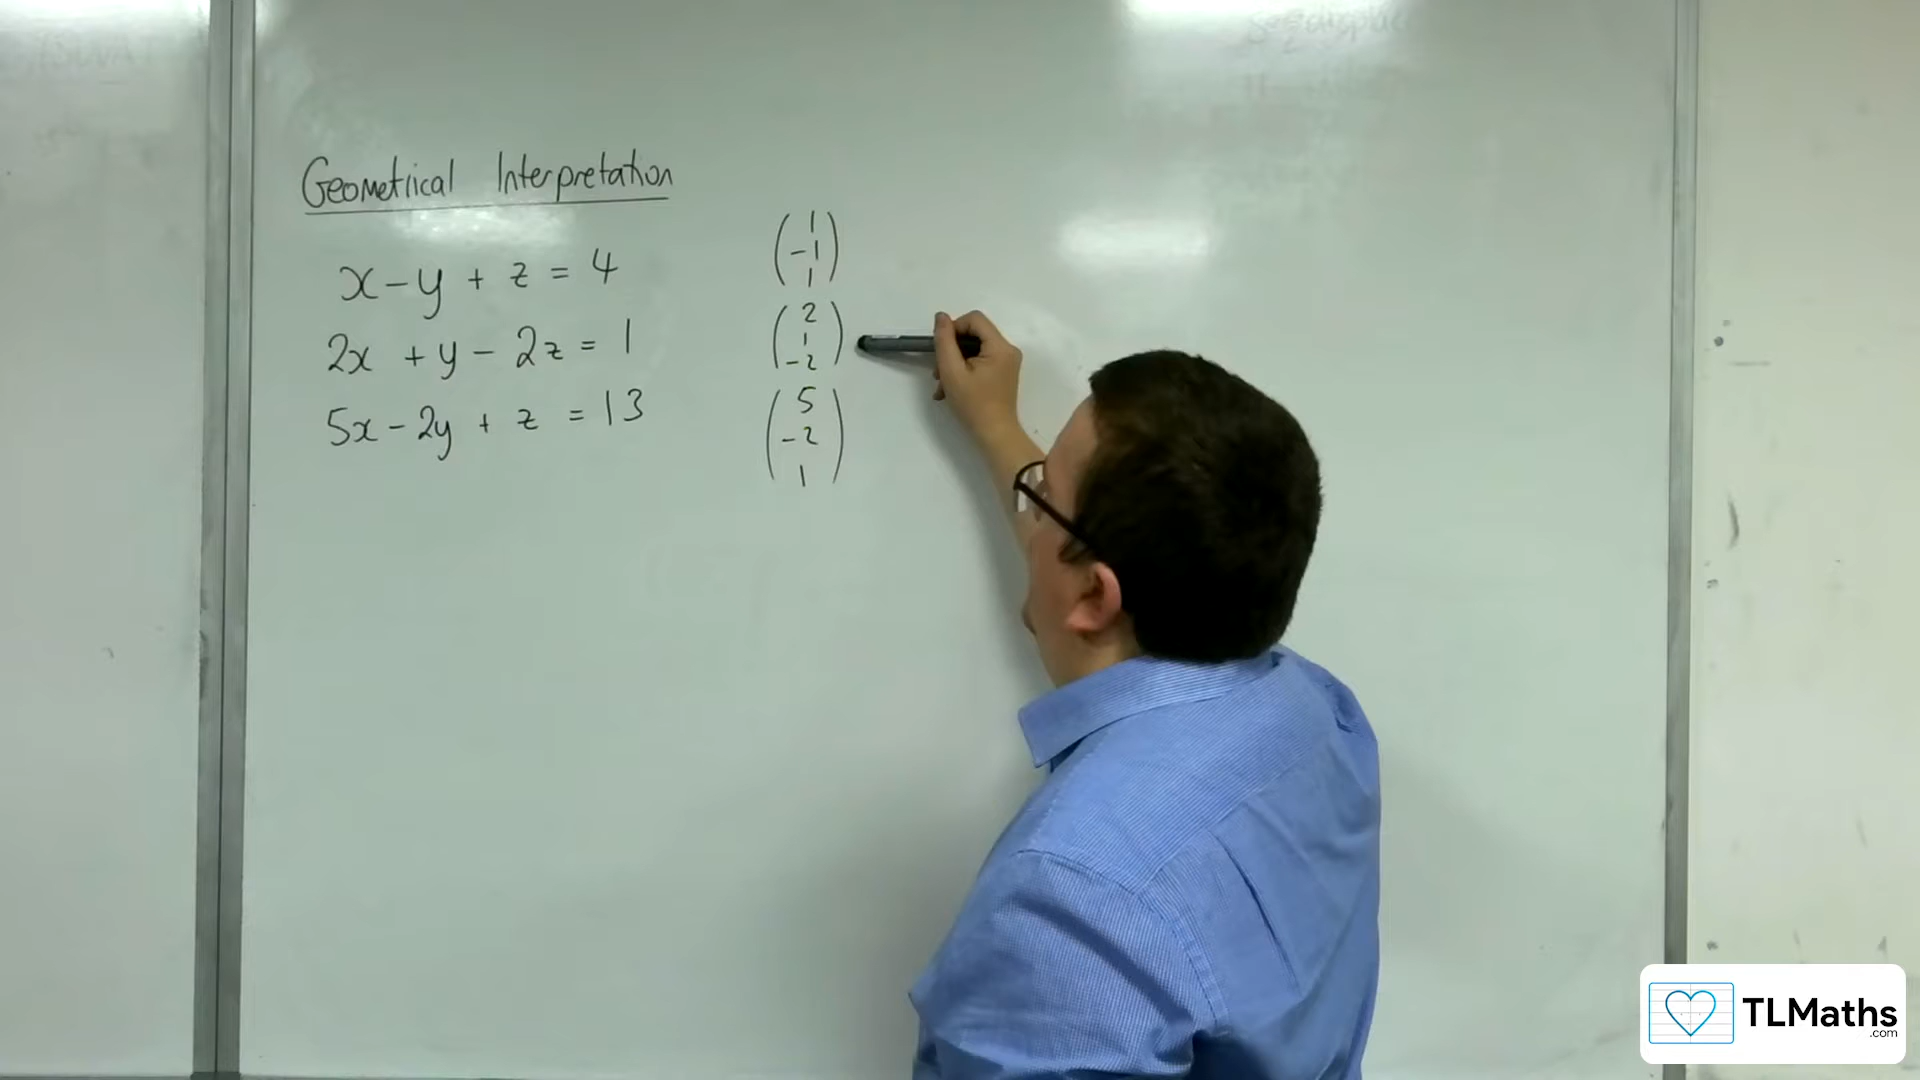 Geometrical Interpretation
x - y + z = 4
2x + y - 2z = 1
5x - 2y + z = 13
( 1
-1
1 )
( 2
1
-2 )
( 5
-2
1 )
TLMaths
.com